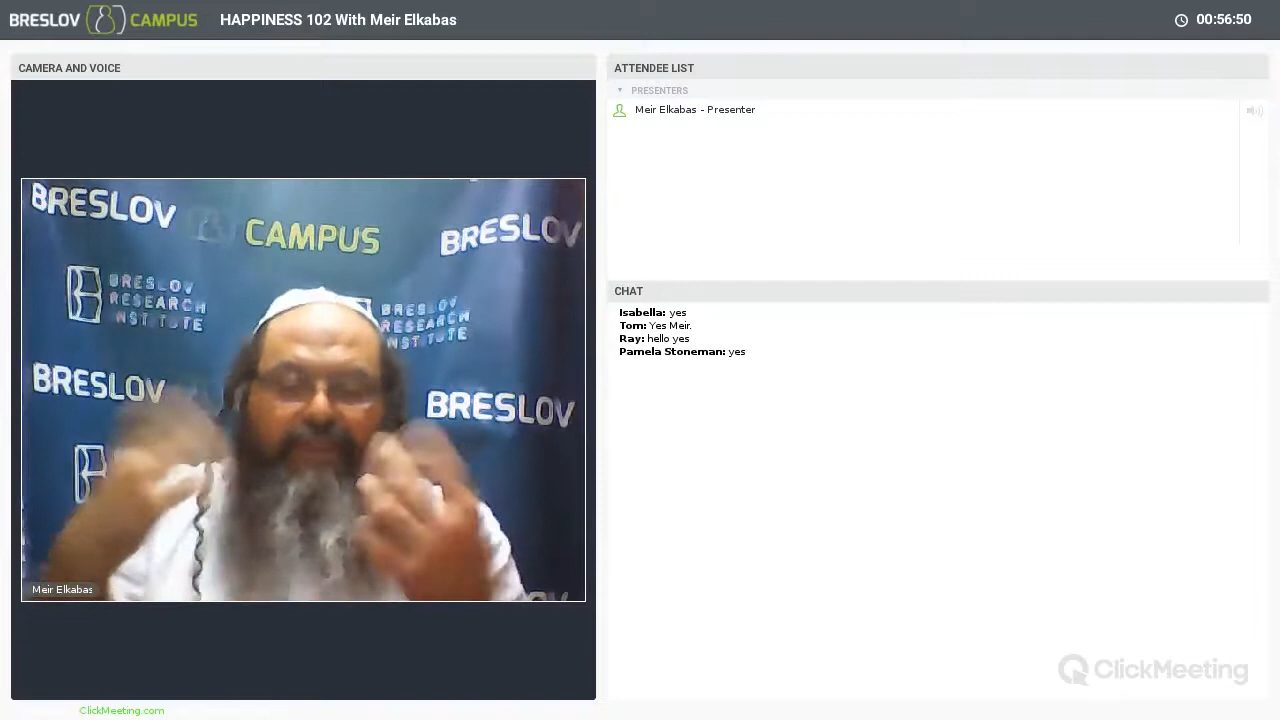 BRESLOV CAMPUS HAPPINESS 102 With Meir Elkabas 00:56:50
CAMERA AND VOICE
BRESLOV CAMPUS BRESLOV
BRESLOV
RESEARCH
INSTITUTE
BRESLOV
RESEARCH
INSTITUTE
BRESLOV
BRESLOV
Meir Elkabas
ATTENDEE LIST
PRESENTERS
Meir Elkabas - Presenter
CHAT
Isabella: yes
Tom: Yes Meir.
Ray: hello yes
Pamela Stoneman: yes
ClickMeeting
ClickMeeting.com